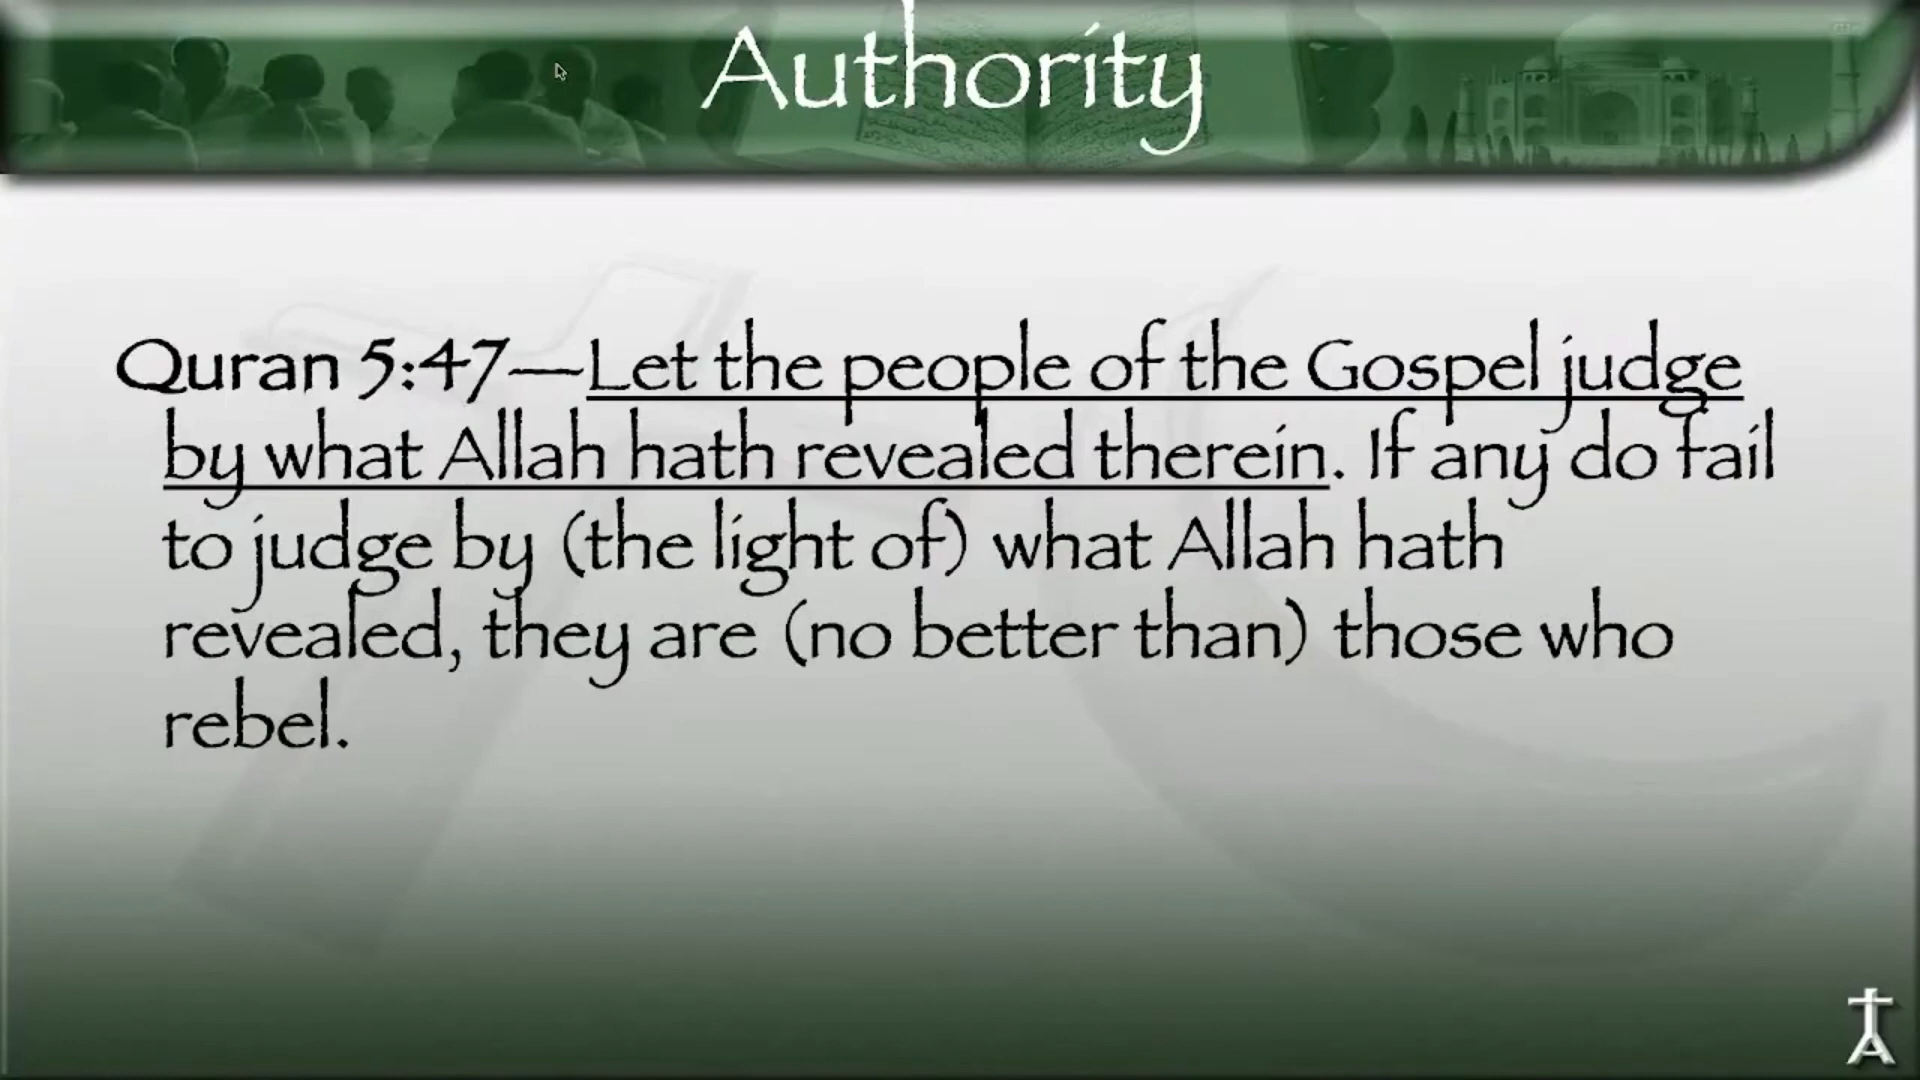 Authority
Quran 5:47—Let the people of the Gospel judge
by what Allah hath revealed therein. If any do fail
to judge by (the light of) what Allah hath
revealed, they are (no better than) those who
rebel.